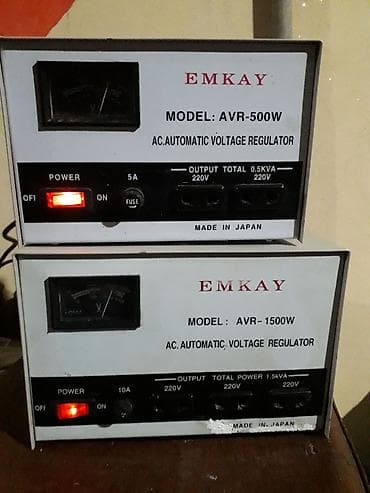 EMKAY
MODEL: AVR-500W
AC. AUTOMATIC VOLTAGE REGULATOR
POWER 5A OUTPUT TOTAL 0.5KVA
220V 220V
OFF ON FUSE
MADE IN JAPAN
EMKAY
MODEL: AVR-1500W
AC. AUTOMATIC VOLTAGE REGULATOR
OUTPUT TOTAL POWER 1.5KVA
POWER 10A 220V 220V 220V
OFF ON
MADE IN JAPAN